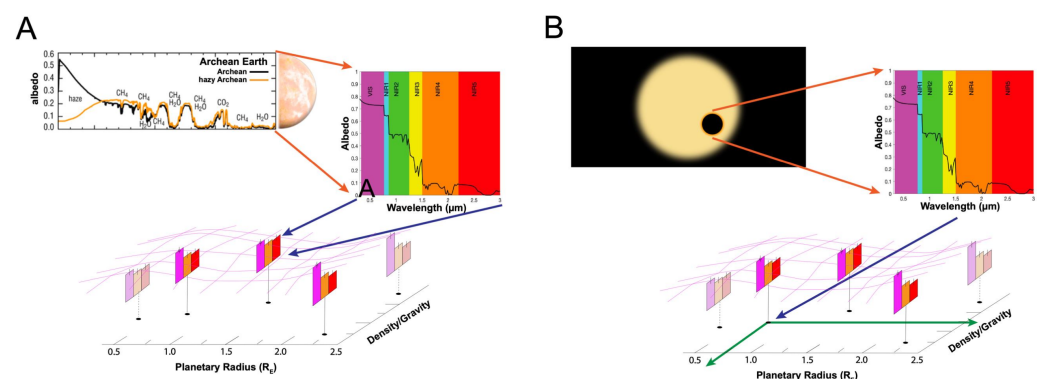 A
Archean Earth
Archean
hazy Archean
albedo
0.6
0.5
0.4
0.3
0.2
0.1
0.0
haze
CH4
CH4
H2O
CH4
CH4
H2O
CH4
H2O
CO2
CH4
H2O
Albedo
1
0.9
0.8
0.7
0.6
0.5
0.4
0.3
0.2
0.1
0
VIS
NIR1
NIR2
NIR3
NIR4
NIR5
0.5
1
1.5
2
2.5
3
Wavelength (µm)
A
0.5
1.0
1.5
2.0
2.5
Planetary Radius (RE)
Density/Gravity
B
Albedo
1
0.9
0.8
0.7
0.6
0.5
0.4
0.3
0.2
0.1
0
VIS
NIR1
NIR2
NIR3
NIR4
NIR5
0.5
1
1.5
2
2.5
3
Wavelength (µm)
0.5
1.0
1.5
2.0
2.5
Planetary Radius (R
Density/Gravity